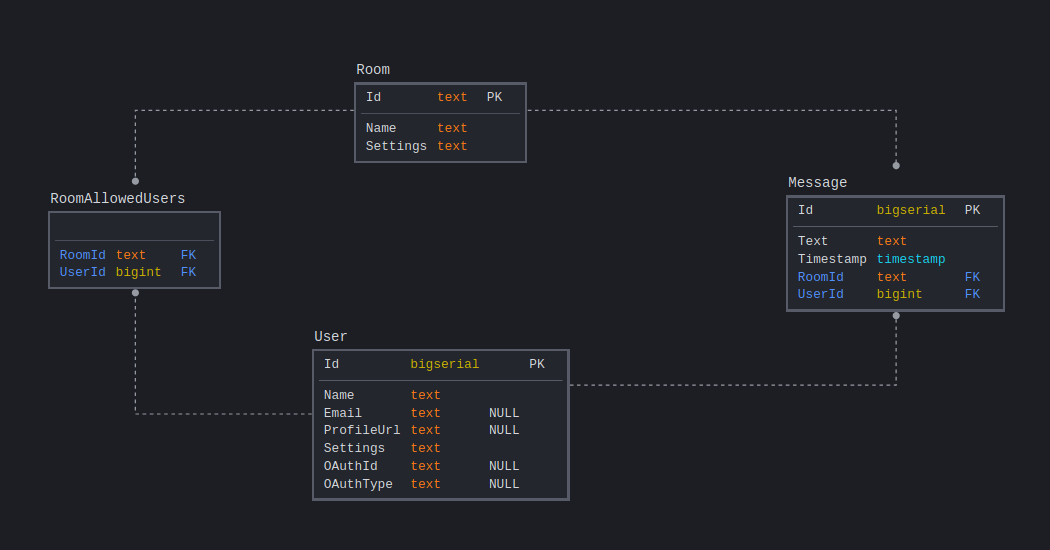 Room
Id text PK
Name text
Settings text
Message
Id bigserial PK
Text text
Timestamp timestamp
RoomId text FK
UserId bigint FK
RoomAllowedUsers
RoomId text FK
UserId bigint FK
User
Id bigserial PK
Name text
Email text NULL
ProfileUrl text NULL
Settings text
OAuthId text NULL
OAuthType text NULL